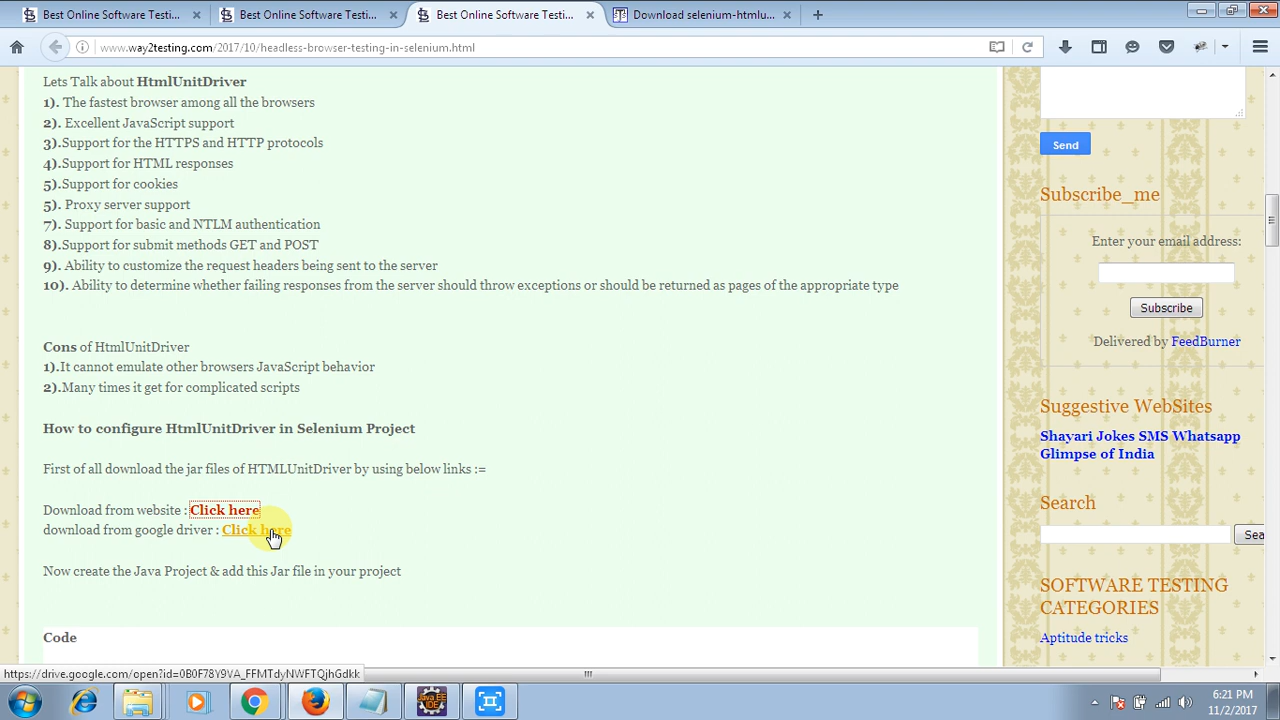 Best Online Software Testi...
Best Online Software Testi...
Best Online Software Testi...
Download selenium-htmlu...
www.way2testing.com/2017/10/headless-browser-testing-in-selenium.html
Lets Talk about HtmlUnitDriver
1). The fastest browser among all the browsers
2). Excellent JavaScript support
3).Support for the HTTPS and HTTP protocols
4).Support for HTML responses
5).Support for cookies
5). Proxy server support
7). Support for basic and NTLM authentication
8).Support for submit methods GET and POST
9). Ability to customize the request headers being sent to the server
10). Ability to determine whether failing responses from the server should throw exceptions or should be returned as pages of the appropriate type
Cons of HtmlUnitDriver
1).It cannot emulate other browsers JavaScript behavior
2).Many times it get for complicated scripts
How to configure HtmlUnitDriver in Selenium Project
First of all download the jar files of HTMLUnitDriver by using below links :=
Download from website : Click here
download from google driver : Click here
Now create the Java Project & add this Jar file in your project
Code
Send
Subscribe_me
Enter your email address:
Subscribe
Delivered by FeedBurner
Suggestive WebSites
Shayari Jokes SMS Whatsapp
Glimpse of India
Search
Sea
SOFTWARE TESTING
CATEGORIES
Aptitude tricks
https://drive.google.com/open?id=0B0F78Y9VA_FFMTdyNWFTQjhGdkk
Java EE
IDE
6:21 PM
11/2/2017